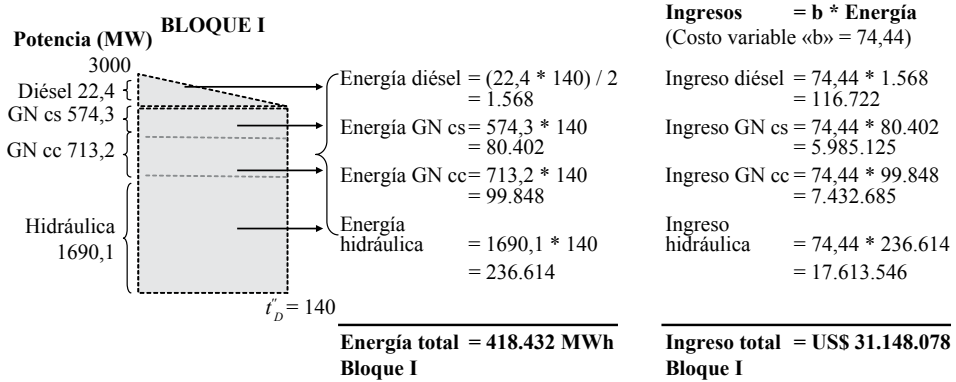 BLOQUE I
Potencia (MW)
3000
Diésel 22,4
GN cs 574,3
GN cc 713,2
Hidráulica
1690,1
t"D = 140
Energía diésel = (22,4 * 140) / 2
= 1.568
Energía GN cs = 574,3 * 140
= 80.402
Energía GN cc = 713,2 * 140
= 99.848
Energía
hidráulica = 1690,1 * 140
= 236.614
Energía total = 418.432 MWh
Bloque I
Ingresos = b * Energía
(Costo variable «b» = 74,44)
Ingreso diésel = 74,44 * 1.568
= 116.722
Ingreso GN cs = 74,44 * 80.402
= 5.985.125
Ingreso GN cc = 74,44 * 99.848
= 7.432.685
Ingreso
hidráulica = 74,44 * 236.614
= 17.613.546
Ingreso total = US$ 31.148.078
Bloque I